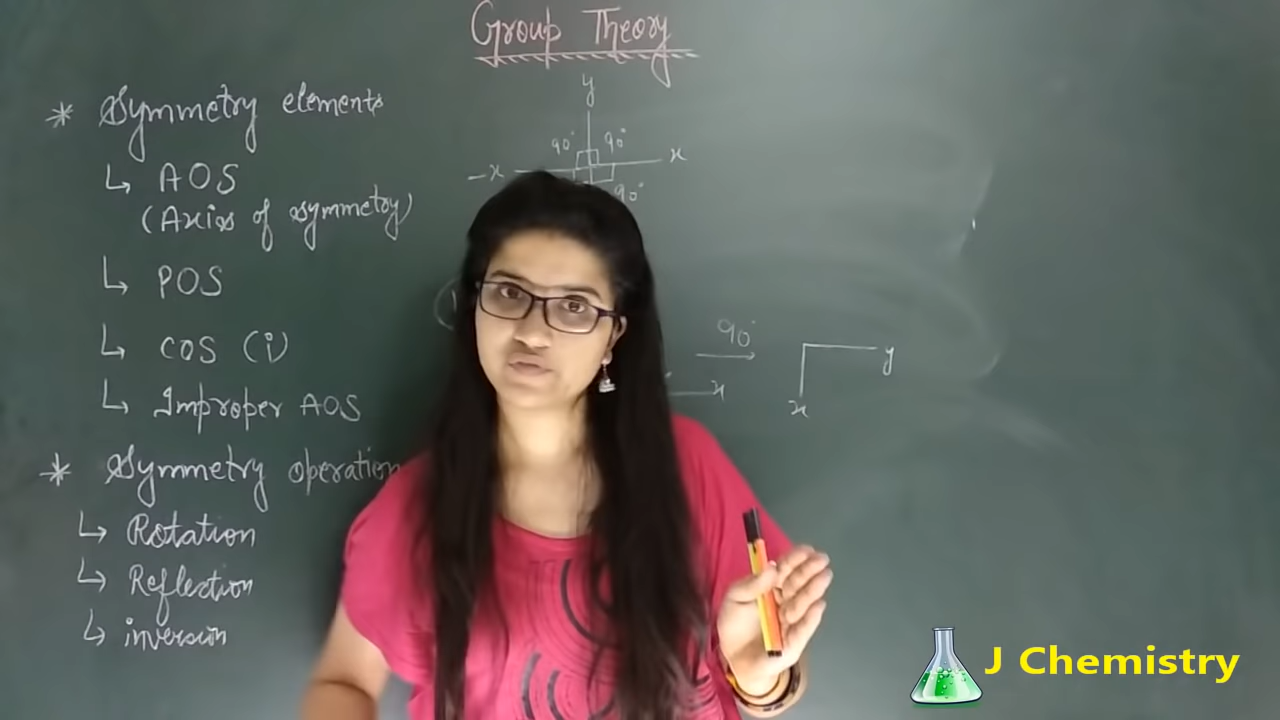 Group Theory
* Symmetry elements
↳ AOS
(Axis of symmetry)
↳ POS
↳ COS (i)
↳ Improper AOS
* Symmetry operation
↳ Rotation
↳ Reflection
↳ inversion
y
90° 90°
-x x
90°
90°
x
y
x
J Chemistry